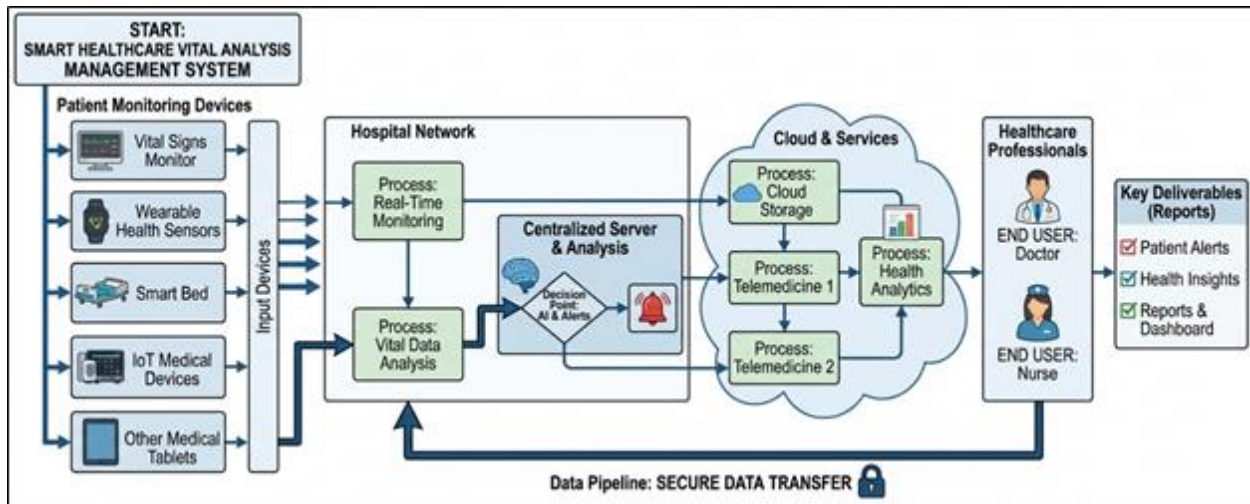 START:
SMART HEALTHCARE VITAL ANALYSIS
MANAGEMENT SYSTEM
Patient Monitoring Devices
Vital Signs
Monitor
Wearable
Health Sensors
Smart Bed
IoT Medical
Devices
Other Medical
Tablets
Input Devices
Hospital Network
Process:
Real-Time
Monitoring
Process:
Vital Data
Analysis
Centralized Server
& Analysis
Decision
Point:
AI & Alerts
Cloud & Services
Process:
Cloud
Storage
Process:
Telemedicine 1
Process:
Telemedicine 2
Process:
Health
Analytics
Healthcare
Professionals
END USER:
Doctor
END USER:
Nurse
Key Deliverables
(Reports)
Patient Alerts
Health Insights
Reports &
Dashboard
Data Pipeline: SECURE DATA TRANSFER